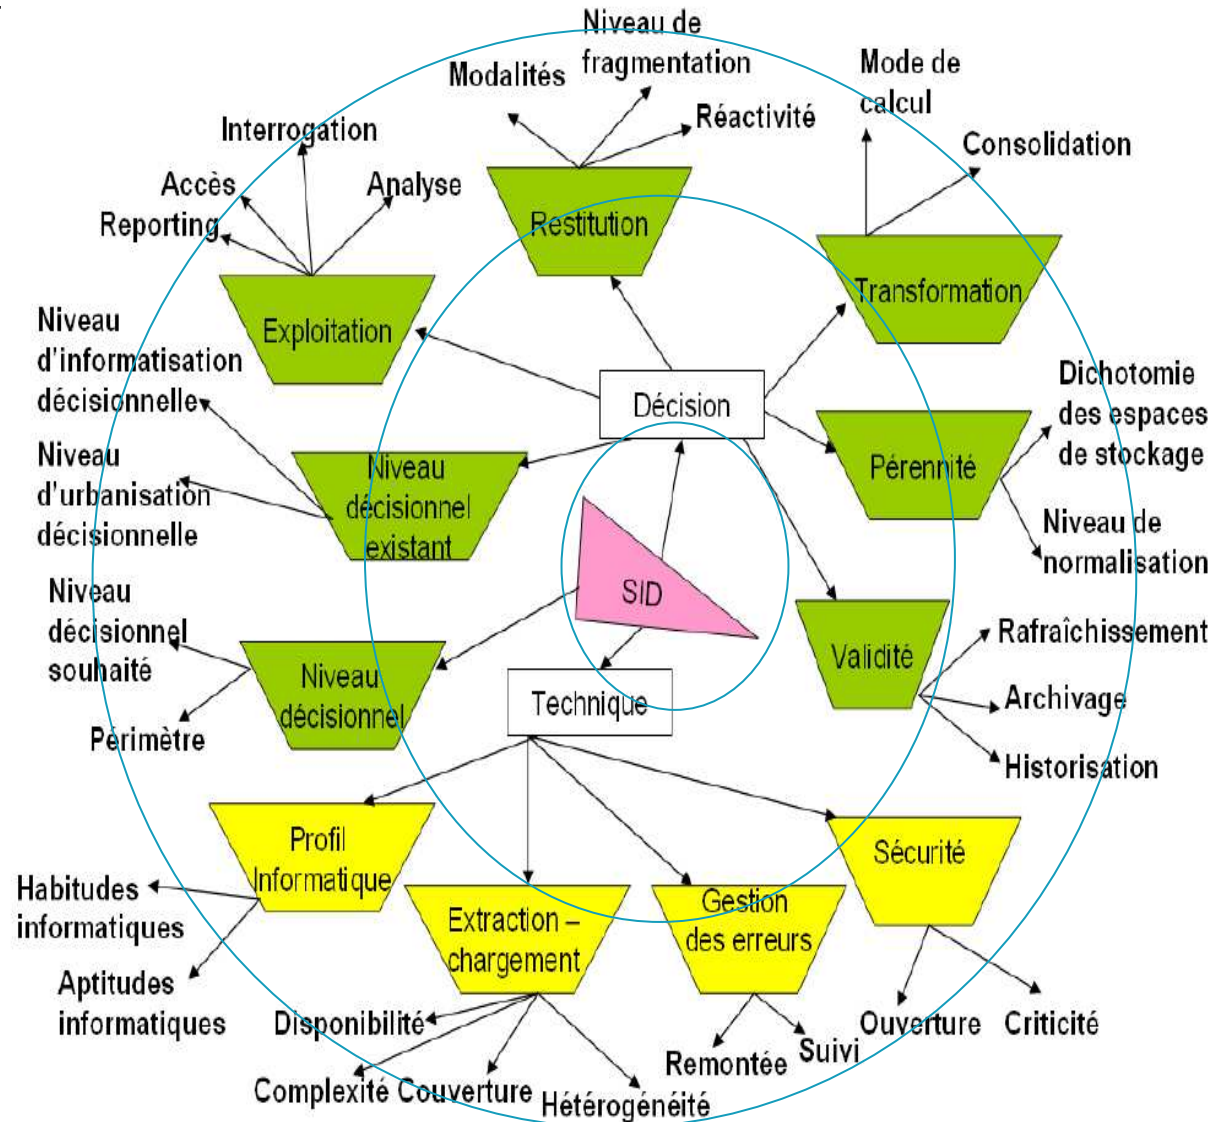 Niveau de
fragmentation
Modalités
Réactivité
Mode de
calcul
Consolidation
Interrogation
Accès
Analyse
Reporting
Restitution
Transformation
Exploitation
Niveau
d'informatisation
décisionnelle
Décision
Dichotomie
des espaces
de stockage
Pérennité
Niveau
d'urbanisation
décisionnelle
Niveau
décisionnel
existant
Niveau de
normalisation
SID
Niveau
décisionnel
souhaité
Rafraîchissement
Validité
Archivage
Historisation
Niveau
décisionnel
Périmètre
Technique
Profil
Informatique
Sécurité
Habitudes
informatiques
Extraction –
chargement
Gestion
des erreurs
Aptitudes
informatiques
Disponibilité
Complexité
Couverture
Hétérogénéité
Remontée
Suivi
Ouverture
Criticité